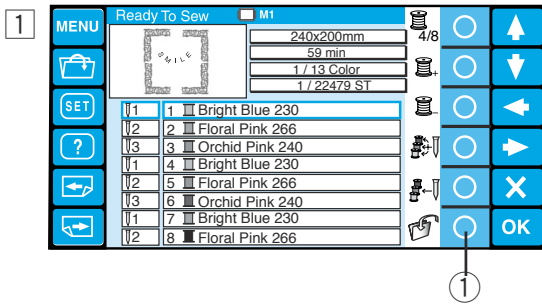 1
MENU
Ready To Sew M1
SMILE
240x200mm
59 min
1 / 13 Color
1 / 22479 ST
4/8
+
-
SET
?
1 1 Bright Blue 230
2 2 Floral Pink 266
3 3 Orchid Pink 240
1 4 Bright Blue 230
2 5 Floral Pink 266
3 6 Orchid Pink 240
1 7 Bright Blue 230
2 8 Floral Pink 266
X
OK
1